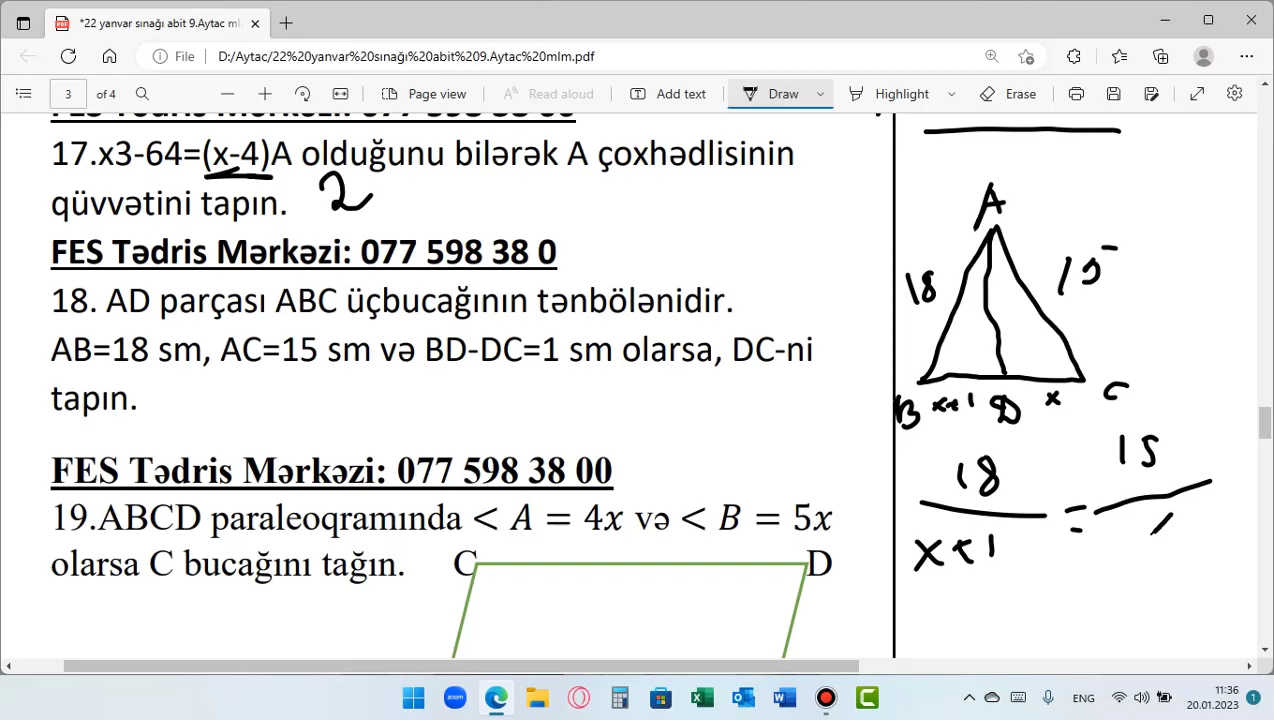 *22 yanvar sınağı abit 9.Aytac ml
File D:/Aytac/22%20yanvar%20sınağı%20abit%209.Aytac%20mlm.pdf
3 of 4 Page view Read aloud Add text Draw Highlight Erase
17.x3-64=(x-4)A olduğunu bilərək A çoxhədlisinin
qüvvətini tapın. 2
FES Tədris Mərkəzi: 077 598 38 0
18. AD parçası ABC üçbucağının tənbölənidir.
AB=18 sm, AC=15 sm və BD-DC=1 sm olarsa, DC-ni
tapın.
FES Tədris Mərkəzi: 077 598 38 00
19.ABCD paraleoqramında < A = 4x və < B = 5x
olarsa C bucağını tağın. C D
A
18 15
B x+1 D x C
18 = 15
x+1
zoom
ENG
11:36
20.01.2023
1